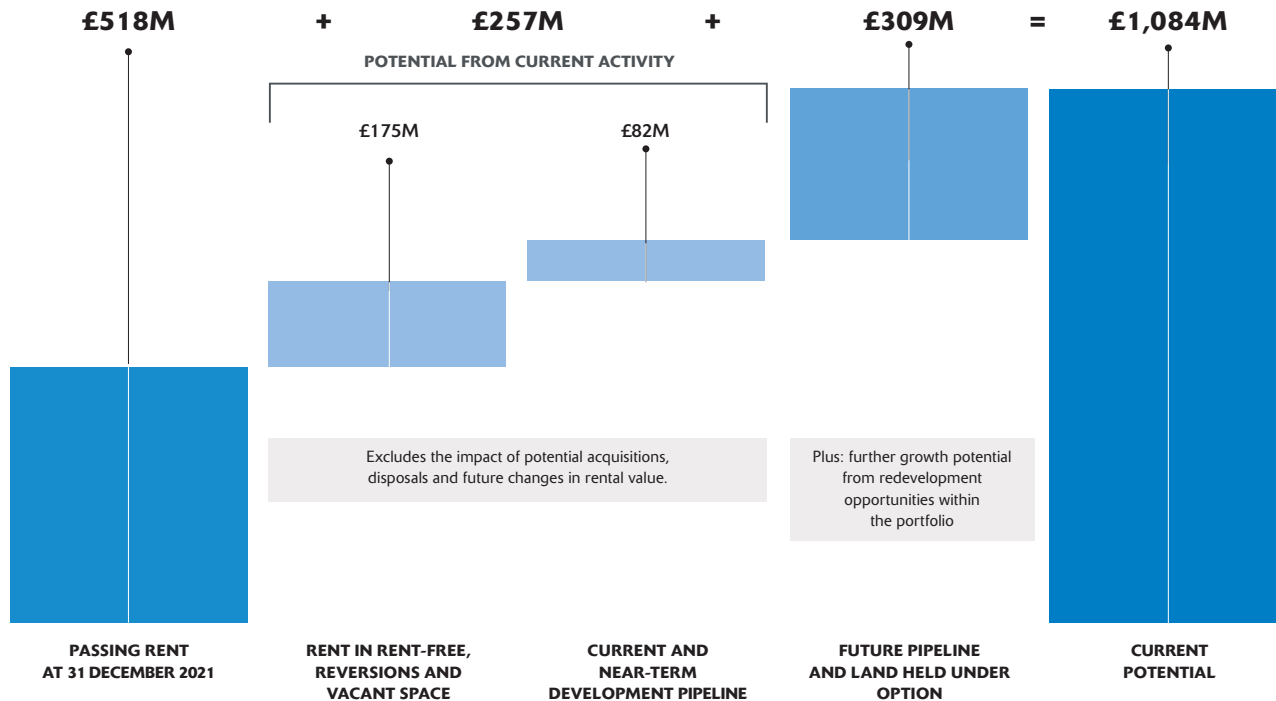 £518M + £257M + £309M = £1,084M
POTENTIAL FROM CURRENT ACTIVITY
£175M
£82M
Excludes the impact of potential acquisitions,
disposals and future changes in rental value.
Plus: further growth potential
from redevelopment
opportunities within
the portfolio
PASSING RENT
AT 31 DECEMBER 2021
RENT IN RENT-FREE,
REVERSIONS AND
VACANT SPACE
CURRENT AND
NEAR-TERM
DEVELOPMENT PIPELINE
FUTURE PIPELINE
AND LAND HELD UNDER
OPTION
CURRENT
POTENTIAL